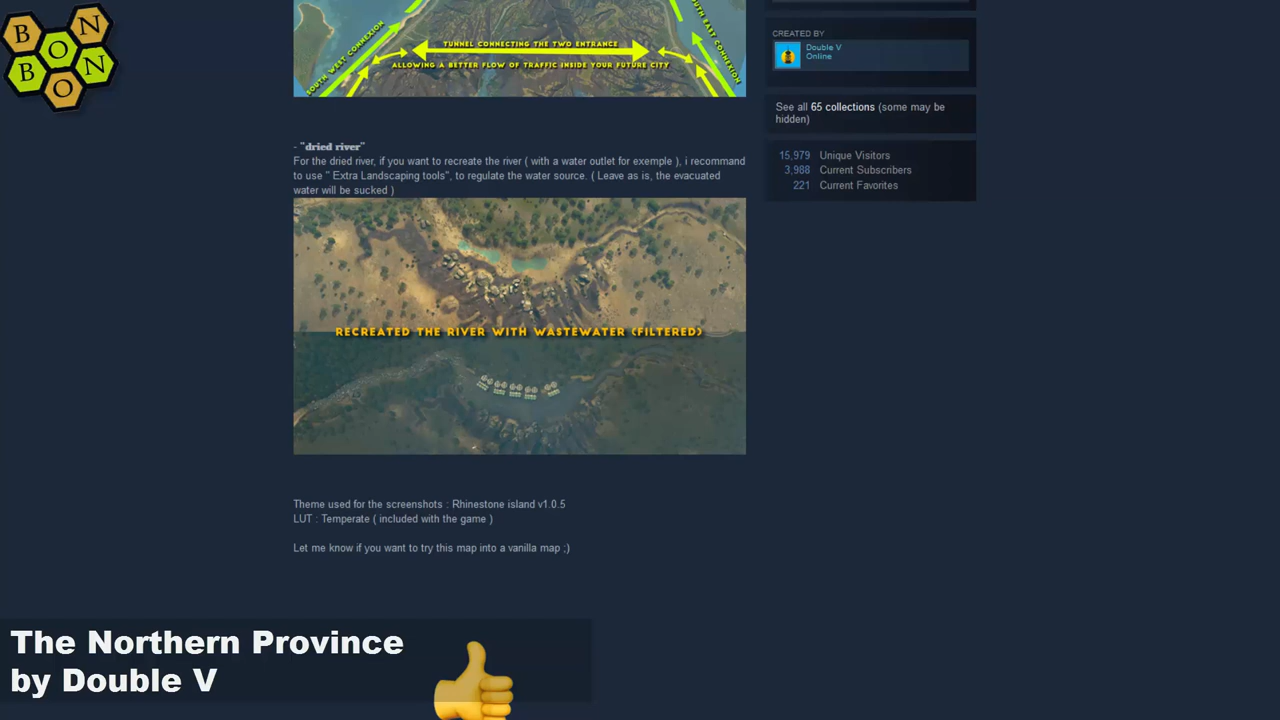 B
O
N
B
O
N
SOUTH WEST CONNEXION
TUNNEL CONNECTING THE TWO ENTRANCE
ALLOWING A BETTER FLOW OF TRAFFIC INSIDE YOUR FUTURE CITY
SOUTH EAST CONNEXION
CREATED BY
Double V
Online
See all 65 collections (some may be
hidden)
15,979 Unique Visitors
3,988 Current Subscribers
221 Current Favorites
- "dried river"
For the dried river, if you want to recreate the river ( with a water outlet for exemple ), i recommand
to use " Extra Landscaping tools", to regulate the water source. ( Leave as is, the evacuated
water will be sucked )
RECREATED THE RIVER WITH WASTEWATER (FILTERED)
Theme used for the screenshots : Rhinestone island v1.0.5
LUT : Temperate ( included with the game )
Let me know if you want to try this map into a vanilla map ;)
The Northern Province
by Double V